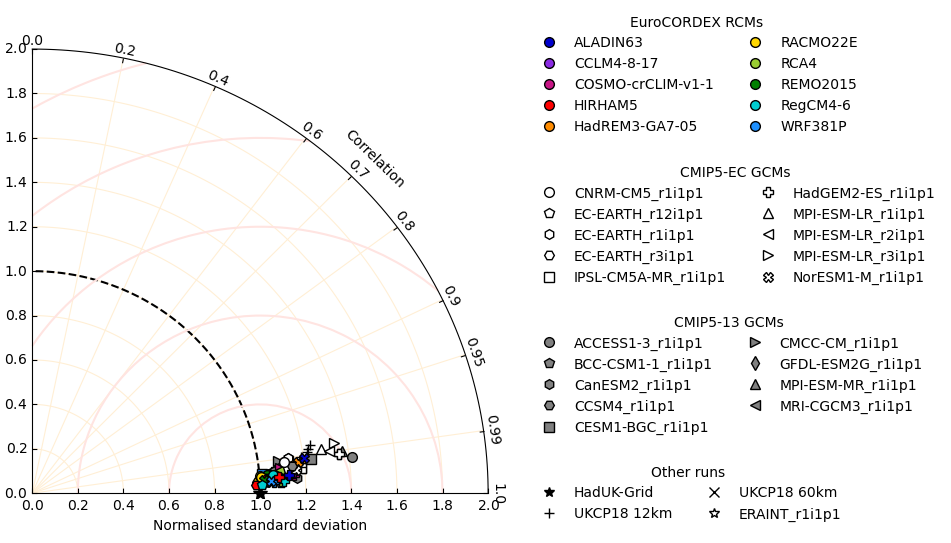 0.0
0.2
0.4
0.6
0.7
0.8
0.9
0.95
0.99
1.0
Correlation
2.0
1.8
1.6
1.4
1.2
1.0
0.8
0.6
0.4
0.2
0.0
0.0 0.2 0.4 0.6 0.8 1.0 1.2 1.4 1.6 1.8 2.0
Normalised standard deviation
EuroCORDEX RCMs
ALADIN63 RACMO22E
CCLM4-8-17 RCA4
COSMO-crCLIM-v1-1 REMO2015
HIRHAM5 RegCM4-6
HadREM3-GA7-05 WRF381P
CMIP5-EC GCMs
CNRM-CM5_r1i1p1 HadGEM2-ES_r1i1p1
EC-EARTH_r12i1p1 MPI-ESM-LR_r1i1p1
EC-EARTH_r1i1p1 MPI-ESM-LR_r2i1p1
EC-EARTH_r3i1p1 MPI-ESM-LR_r3i1p1
IPSL-CM5A-MR_r1i1p1 NorESM1-M_r1i1p1
CMIP5-13 GCMs
ACCESS1-3_r1i1p1 CMCC-CM_r1i1p1
BCC-CSM1-1_r1i1p1 GFDL-ESM2G_r1i1p1
CanESM2_r1i1p1 MPI-ESM-MR_r1i1p1
CCSM4_r1i1p1 MRI-CGCM3_r1i1p1
CESM1-BGC_r1i1p1
Other runs
HadUK-Grid UKCP18 60km
UKCP18 12km ERAINT_r1i1p1